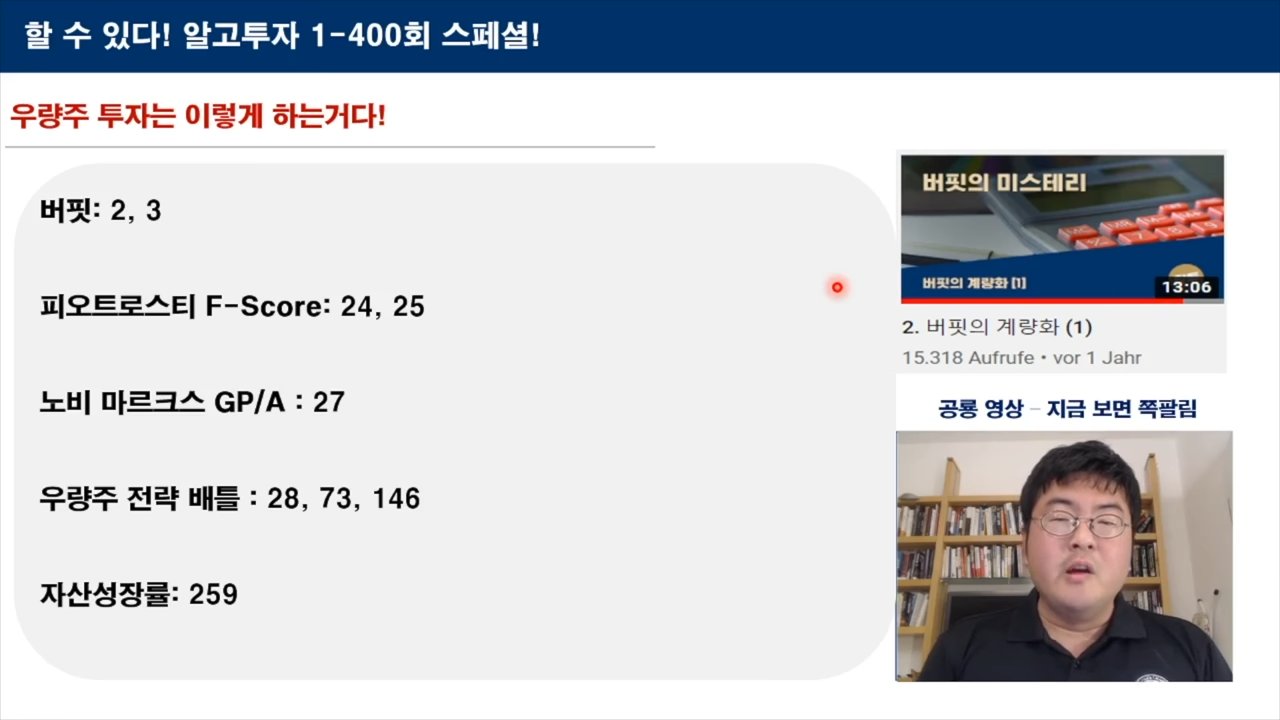 할 수 있다! 알고투자 1-400회 스페셜!
우량주 투자는 이렇게 하는거다!
버핏: 2, 3
피오트로스티 F-Score: 24, 25
노비 마르크스 GP/A : 27
우량주 전략 배틀 : 28, 73, 146
자산성장률: 259
버핏의 미스테리
버핏의 계량화 [1]
13:06
2. 버핏의 계량화 (1)
15.318 Aufrufe • vor 1 Jahr
공룡 영상 - 지금 보면 쪽팔림